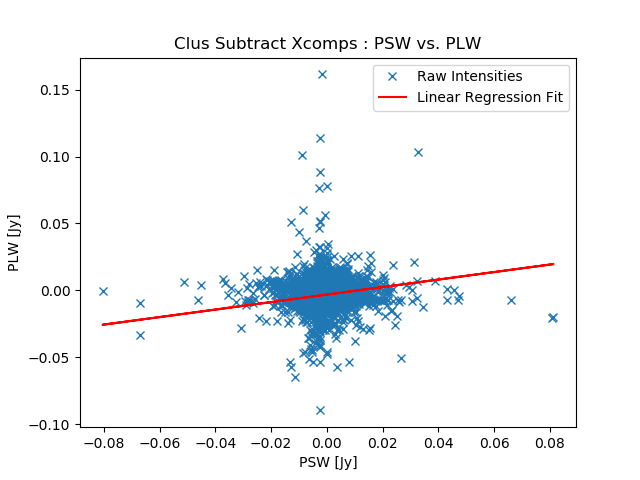 Clus Subtract Xcomps : PSW vs. PLW
Raw Intensities
Linear Regression Fit
PLW [Jy]
0.15
0.10
0.05
0.00
−0.05
−0.10
−0.08 −0.06 −0.04 −0.02 0.00 0.02 0.04 0.06 0.08
PSW [Jy]